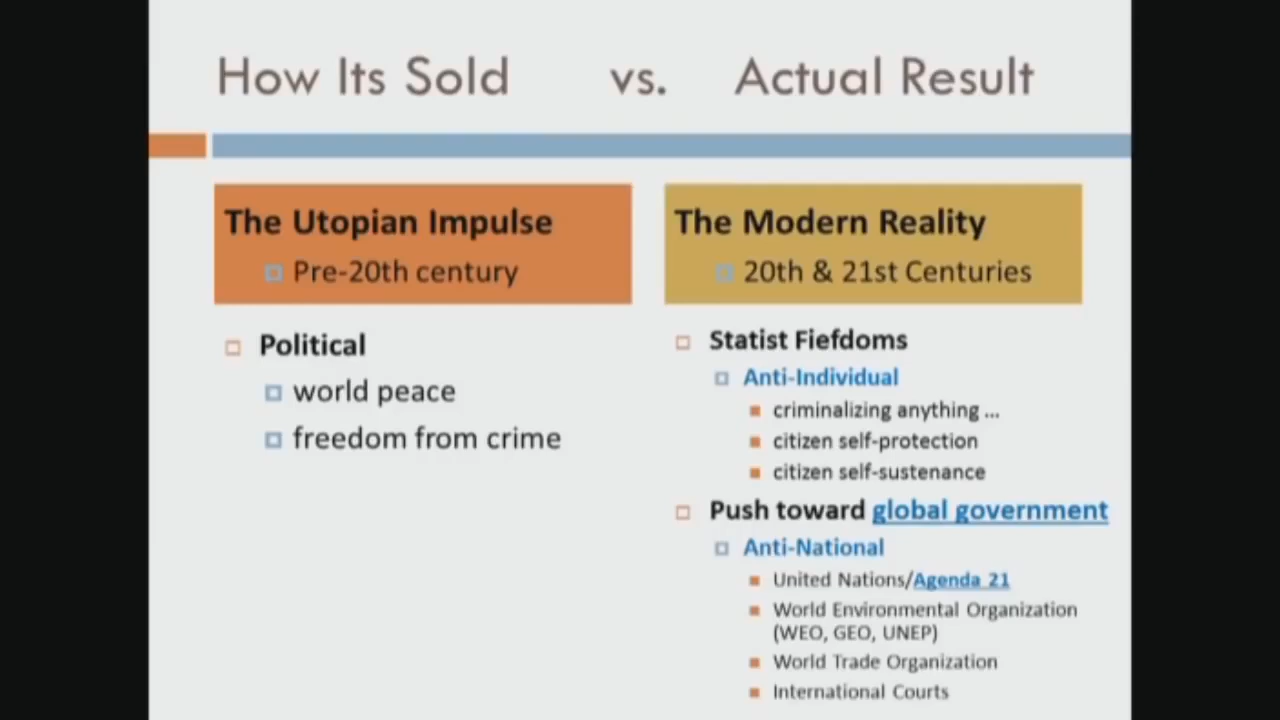 How Its Sold vs. Actual Result
The Utopian Impulse
Pre-20th century
Political
world peace
freedom from crime
The Modern Reality
20th & 21st Centuries
Statist Fiefdoms
Anti-Individual
criminalizing anything ...
citizen self-protection
citizen self-sustenance
Push toward global government
Anti-National
United Nations/Agenda 21
World Environmental Organization
(WEO, GEO, UNEP)
World Trade Organization
International Courts